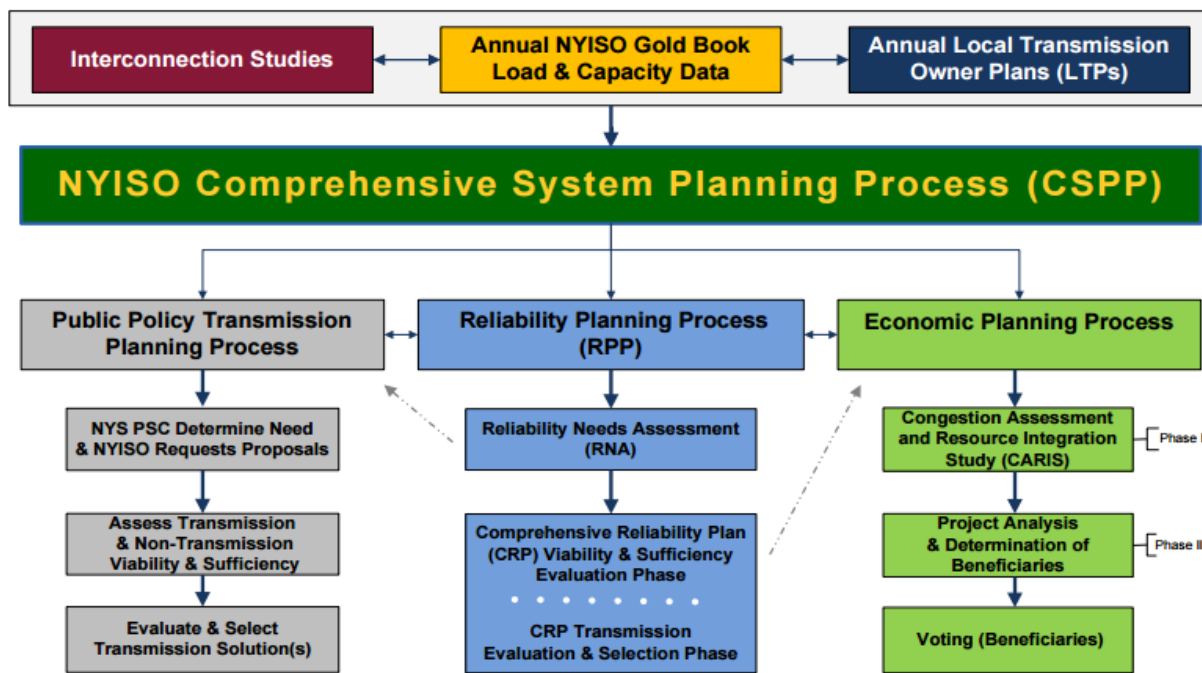 Interconnection Studies
Annual NYISO Gold Book
Load & Capacity Data
Annual Local Transmission
Owner Plans (LTPs)
NYISO Comprehensive System Planning Process (CSPP)
Public Policy Transmission
Planning Process
Reliability Planning Process
(RPP)
Economic Planning Process
NYS PSC Determine Need
& NYISO Requests Proposals
Reliability Needs Assessment
(RNA)
Congestion Assessment
and Resource Integration
Study (CARIS)
Phase I
Assess Transmission
& Non-Transmission
Viability & Sufficiency
Comprehensive Reliability Plan
(CRP) Viability & Sufficiency
Evaluation Phase
Project Analysis
& Determination of
Beneficiaries
Phase II
Evaluate & Select
Transmission Solution(s)
CRP Transmission
Evaluation & Selection Phase
Voting (Beneficiaries)